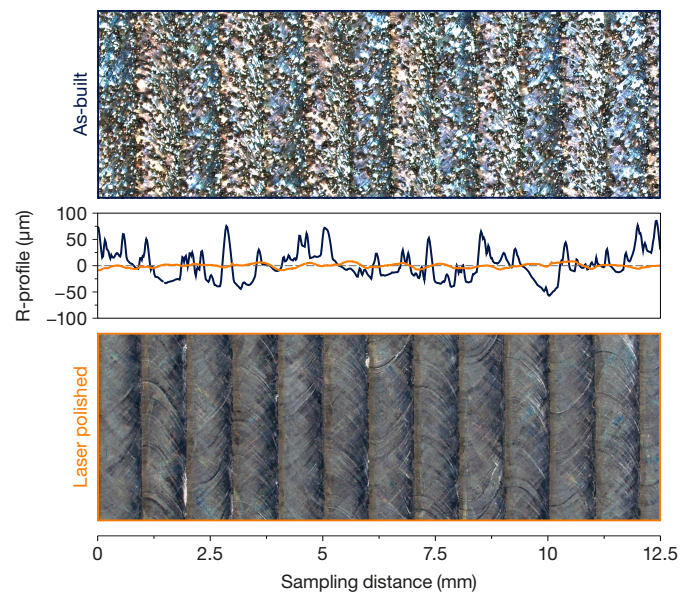 As-built
R-profile (µm)
100
50
0
−50
−100
Laser polished
0 2.5 5 7.5 10 12.5
Sampling distance (mm)